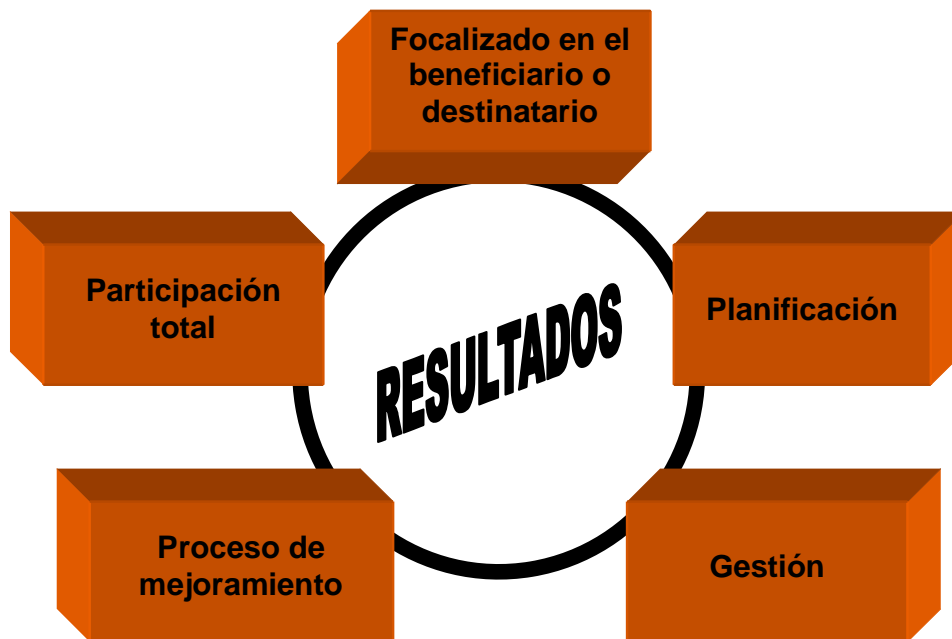 Focalizado en el
beneficiario o
destinatario
Participación
total
Planificación
RESULTADOS
Proceso de
mejoramiento
Gestión